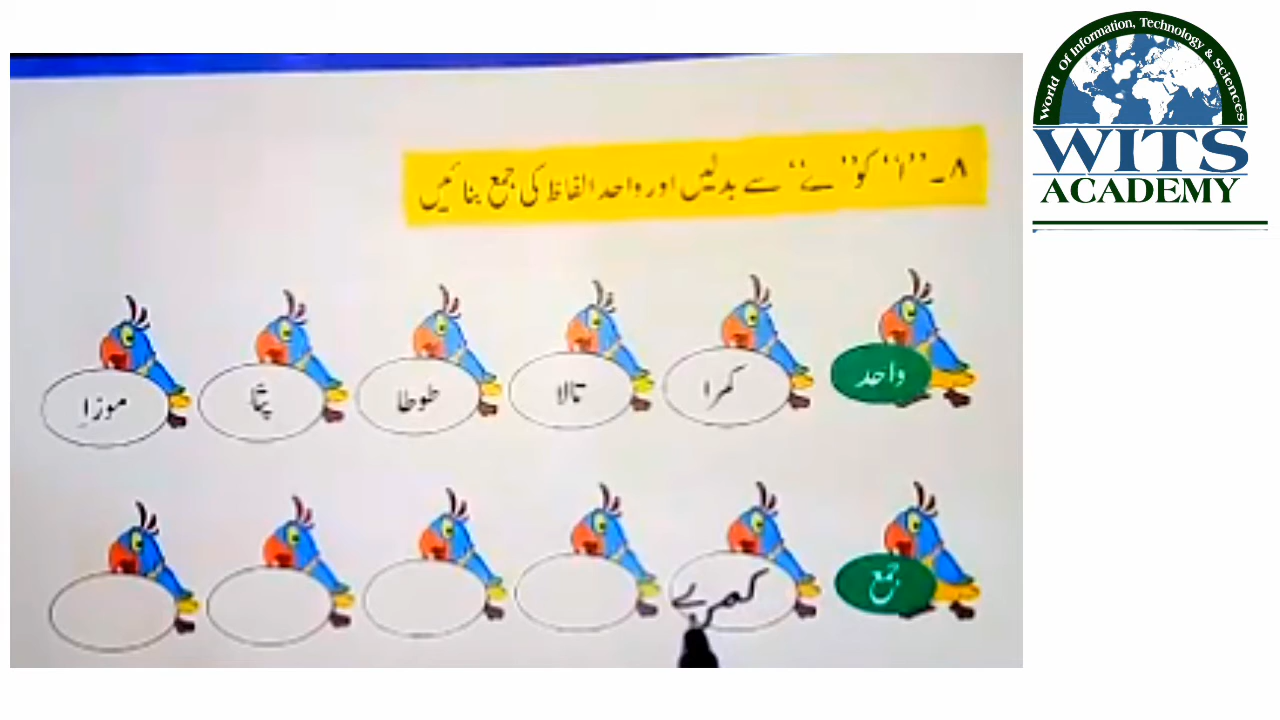 ۸۔ ”ا“ کو ”ے“ سے بدلیں اور واحد الفاظ کی جمع بنائیں
واحد کمرا تالا طوطا پتا موزا
جمع کمرے
World Of Information, Technology & Sciences
WITS
ACADEMY